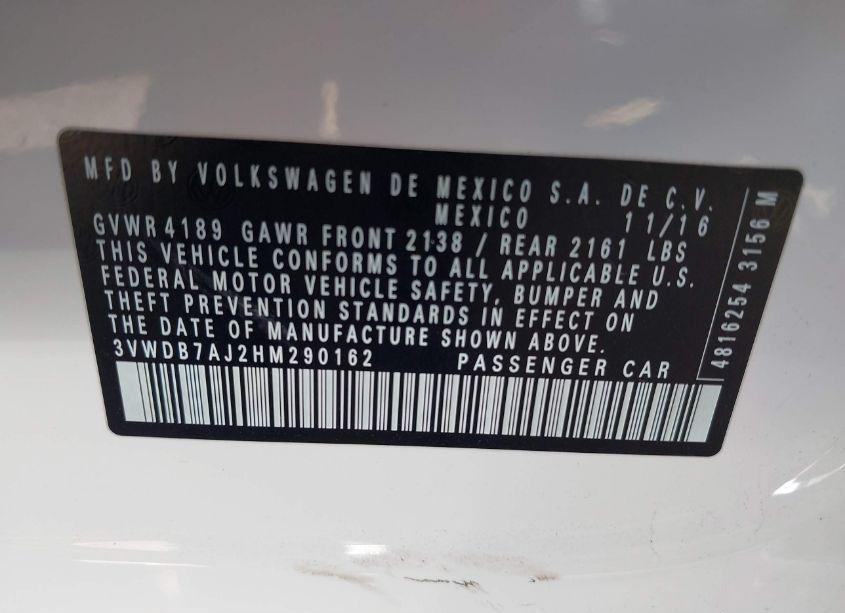 MFD BY VOLKSWAGEN DE MEXICO S.A. DE C.V.
MEXICO 11/16
GVWR 4189 GAWR FRONT 2138 / REAR 2161 LBS
THIS VEHICLE CONFORMS TO ALL APPLICABLE U.S.
FEDERAL MOTOR VEHICLE SAFETY, BUMPER AND
THEFT PREVENTION STANDARDS IN EFFECT ON
THE DATE OF MANUFACTURE SHOWN ABOVE.
3VWDB7AJ2HM290162 PASSENGER CAR
4816254 3156 M